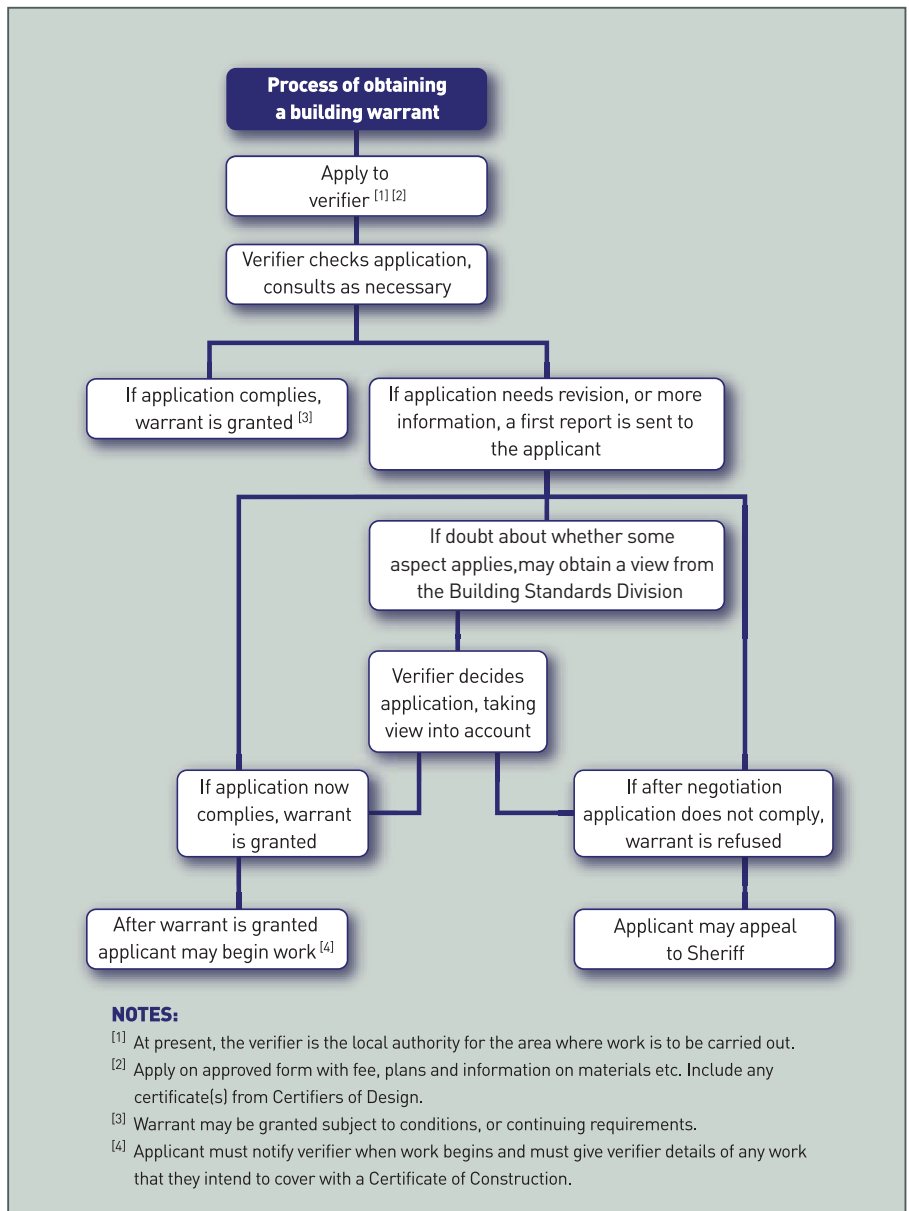 Process of obtaining
a building warrant
Apply to
verifier [1] [2]
Verifier checks application,
consults as necessary
If application complies,
warrant is granted [3]
If application needs revision, or more
information, a first report is sent to
the applicant
If doubt about whether some
aspect applies,may obtain a view from
the Building Standards Division
Verifier decides
application, taking
view into account
If application now
complies, warrant
is granted
If after negotiation
application does not comply,
warrant is refused
After warrant is granted
applicant may begin work [4]
Applicant may appeal
to Sheriff
NOTES:
[1] At present, the verifier is the local authority for the area where work is to be carried out.
[2] Apply on approved form with fee, plans and information on materials etc. Include any
certificate(s) from Certifiers of Design.
[3] Warrant may be granted subject to conditions, or continuing requirements.
[4] Applicant must notify verifier when work begins and must give verifier details of any work
that they intend to cover with a Certificate of Construction.